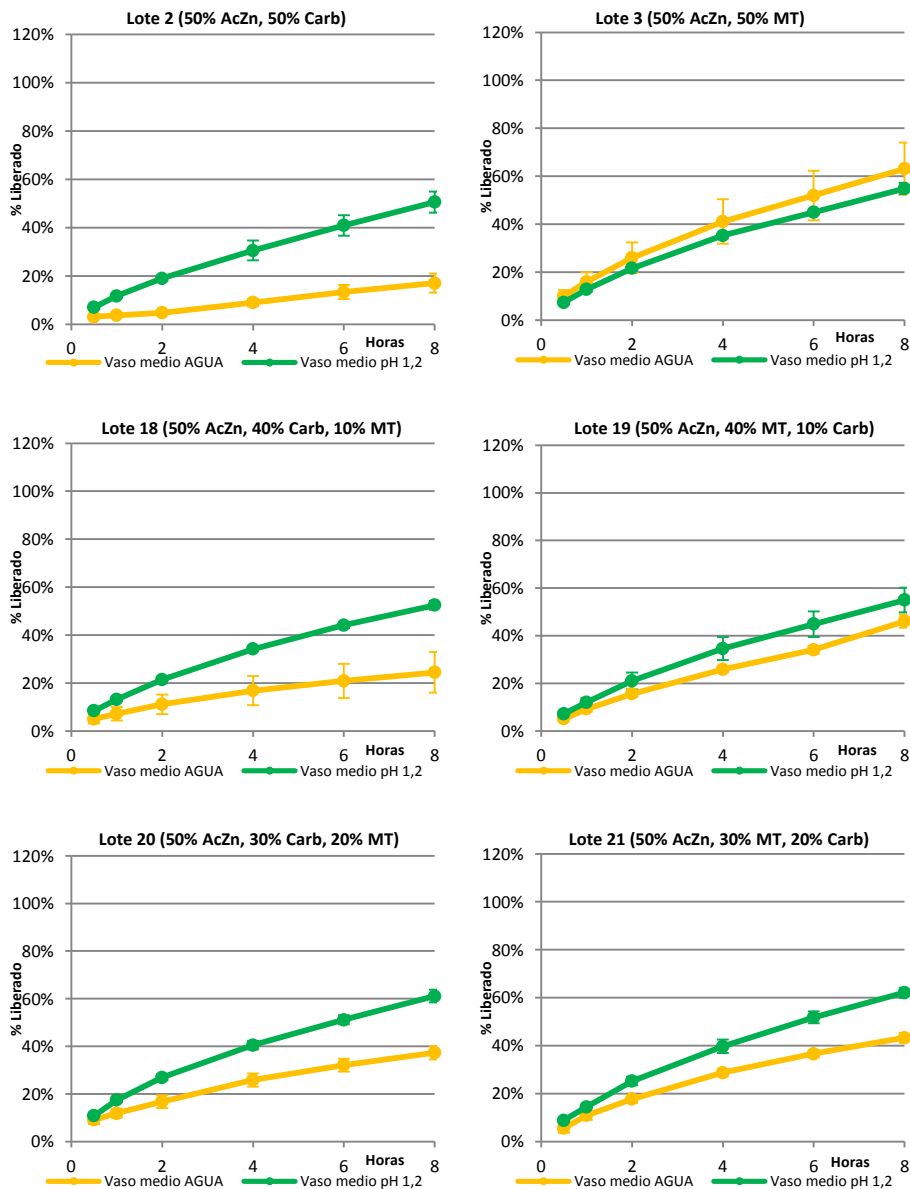 Lote 2 (50% AcZn, 50% Carb)
120%
100%
80%
60%
40%
20%
0%
% Liberado
0 2 4 6 8
Horas
Vaso medio AGUA
Vaso medio pH 1,2
Lote 3 (50% AcZn, 50% MT)
120%
100%
80%
60%
40%
20%
0%
% Liberado
0 2 4 6 8
Horas
Vaso medio AGUA
Vaso medio pH 1,2
Lote 18 (50% AcZn, 40% Carb, 10% MT)
120%
100%
80%
60%
40%
20%
0%
% Liberado
0 2 4 6 8
Horas
Vaso medio AGUA
Vaso medio pH 1,2
Lote 19 (50% AcZn, 40% MT, 10% Carb)
120%
100%
80%
60%
40%
20%
0%
% Liberado
0 2 4 6 8
Horas
Vaso medio AGUA
Vaso medio pH 1,2
Lote 20 (50% AcZn, 30% Carb, 20% MT)
120%
100%
80%
60%
40%
20%
0%
% Liberado
0 2 4 6 8
Horas
Vaso medio AGUA
Vaso medio pH 1,2
Lote 21 (50% AcZn, 30% MT, 20% Carb)
120%
100%
80%
60%
40%
20%
0%
% Liberado
0 2 4 6 8
Horas
Vaso medio AGUA
Vaso medio pH 1,2